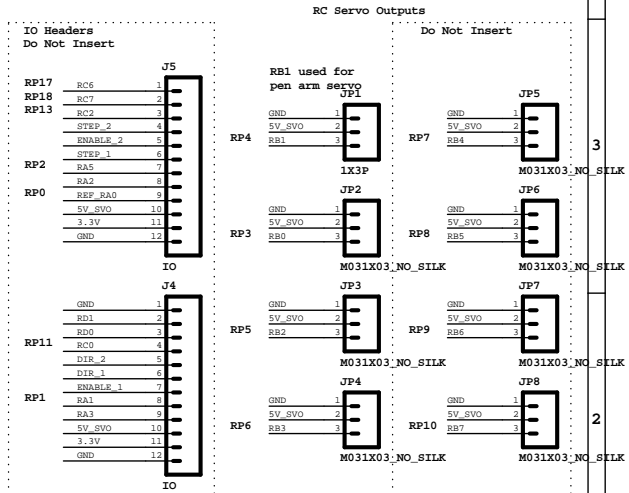 RC Servo Outputs
IO Headers
Do Not Insert
Do Not Insert
J5
RP17 RC6 1
RP18 RC7 2
RP13 RC2 3
STEP_2 4
ENABLE_2 5
STEP_1 6
RP2 RA5 7
RA2 8
RP0 REF_RA0 9
5V_SVO 10
3.3V 11
GND 12
IO
J4
GND 1
RD1 2
RD0 3
RP11 RC0 4
DIR_2 5
DIR_1 6
ENABLE_1 7
RP1 RA1 8
RA3 9
5V_SVO 10
3.3V 11
GND 12
IO
RB1 used for
pen arm servo
JP1
GND 1
RP4 5V_SVO 2
RB1 3
1X3P
JP2
GND 1
RP3 5V_SVO 2
RB0 3
M031X03_NO_SILK
JP3
GND 1
RP5 5V_SVO 2
RB2 3
M031X03_NO_SILK
JP4
GND 1
RP6 5V_SVO 2
RB3 3
M031X03_NO_SILK
JP5
GND 1
RP7 5V_SVO 2
RB4 3
M031X03_NO_SILK
JP6
GND 1
RP8 5V_SVO 2
RB5 3
M031X03_NO_SILK
JP7
GND 1
RP9 5V_SVO 2
RB6 3
M031X03_NO_SILK
JP8
GND 1
RP10 5V_SVO 2
RB7 3
M031X03_NO_SILK
3
2